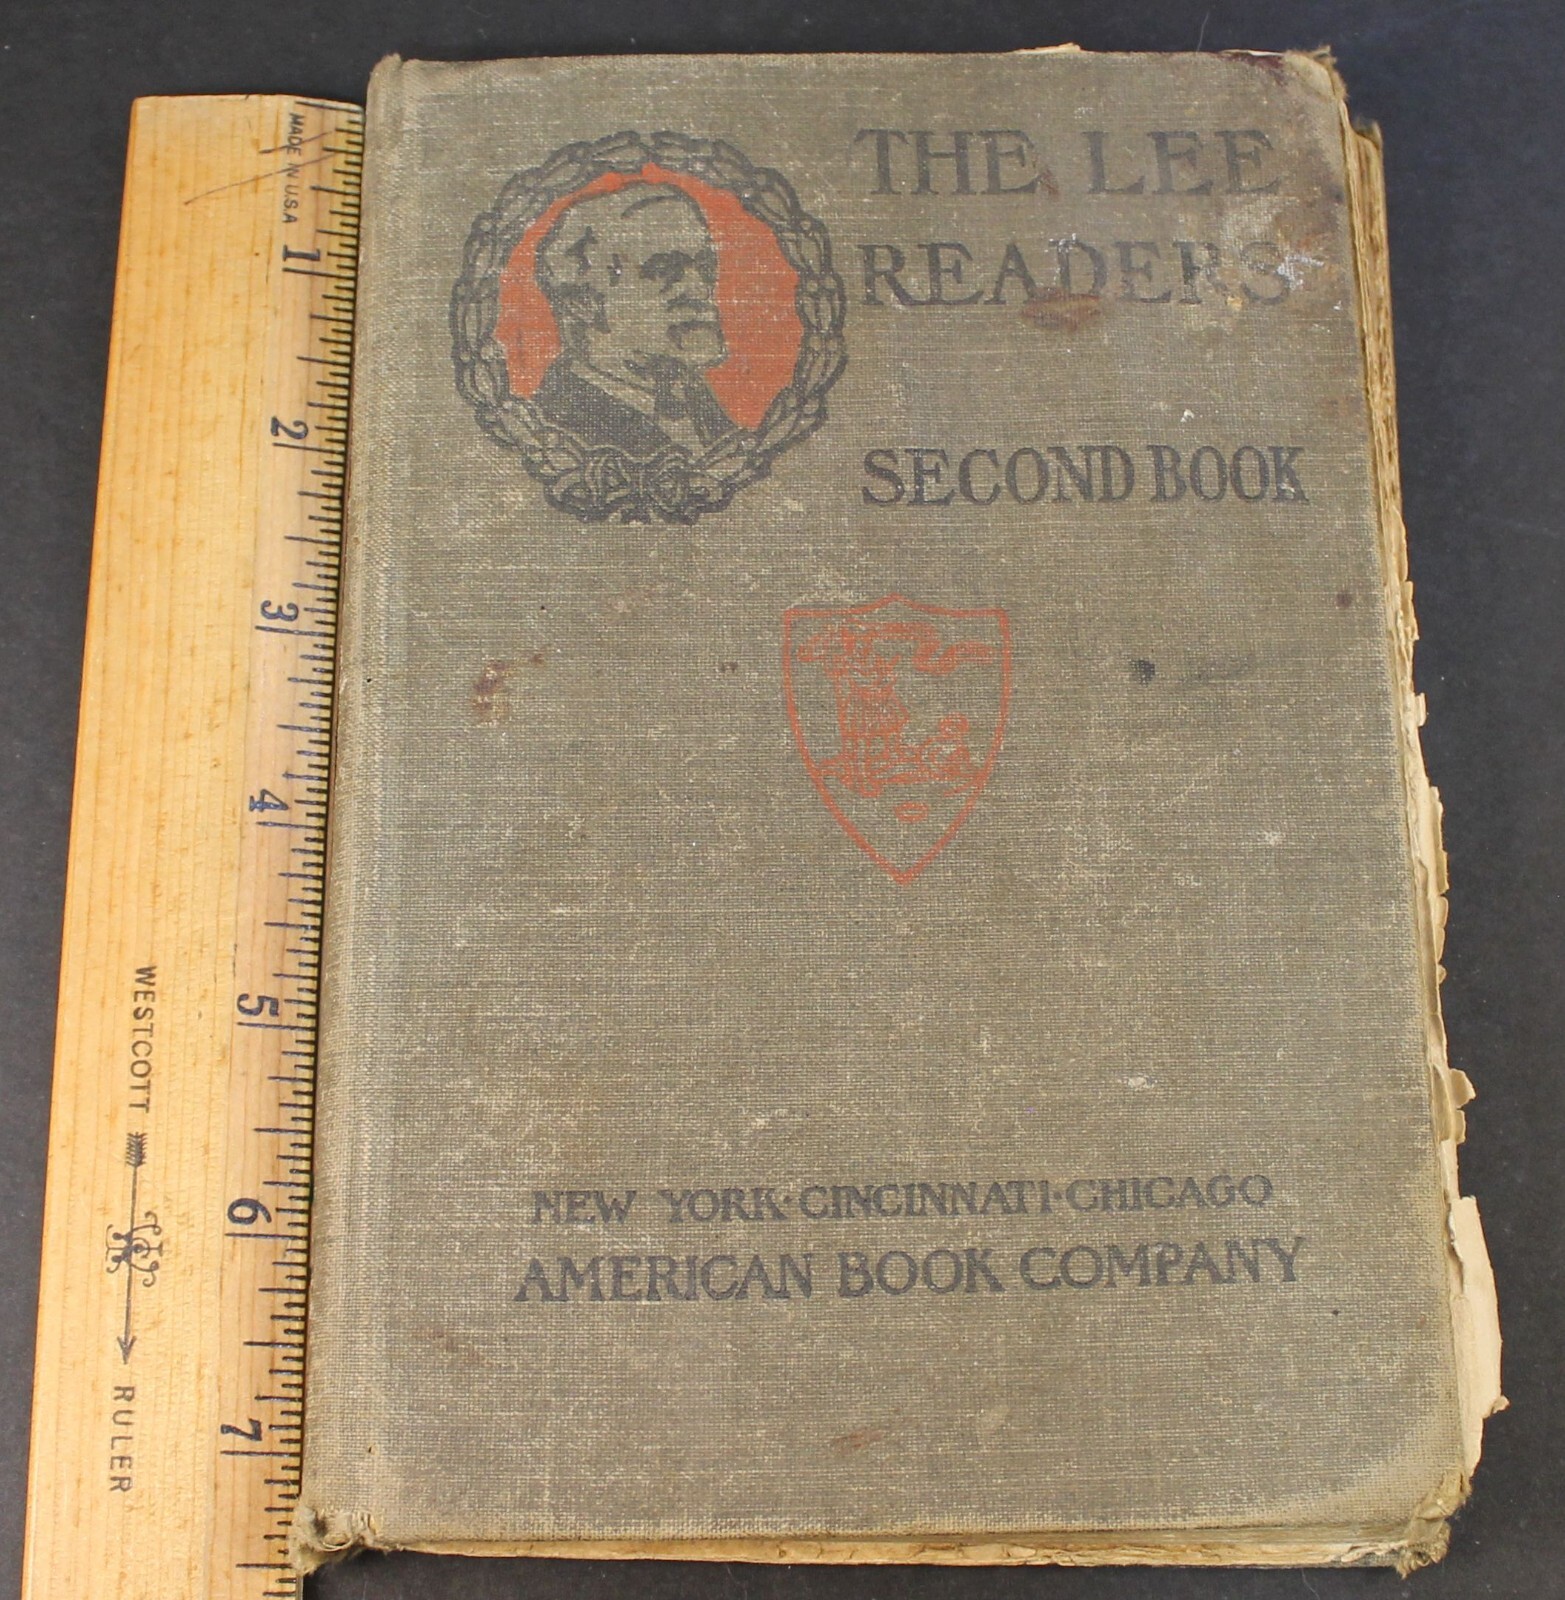 THE LEE
READERS
SECOND BOOK
NEW YORK·CINCINNATI·CHICAGO
AMERICAN BOOK COMPANY
MADE IN U.S.A
1
2
3
4
5
6
7
WESTCOTT
RULER